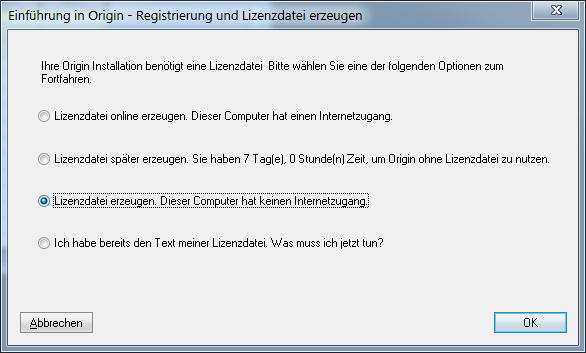 Einführung in Origin - Registrierung und Lizenzdatei erzeugen
Ihre Origin Installation benötigt eine Lizenzdatei  Bitte wählen Sie eine der folgenden Optionen zum
Fortfahren.
Lizenzdatei online erzeugen. Dieser Computer hat einen Internetzugang.
Lizenzdatei später erzeugen. Sie haben 7 Tag(e), 0 Stunde(n) Zeit, um Origin ohne Lizenzdatei zu nutzen.
Lizenzdatei erzeugen. Dieser Computer hat keinen Internetzugang.
Ich habe bereits den Text meiner Lizenzdatei. Was muss ich jetzt tun?
Abbrechen OK